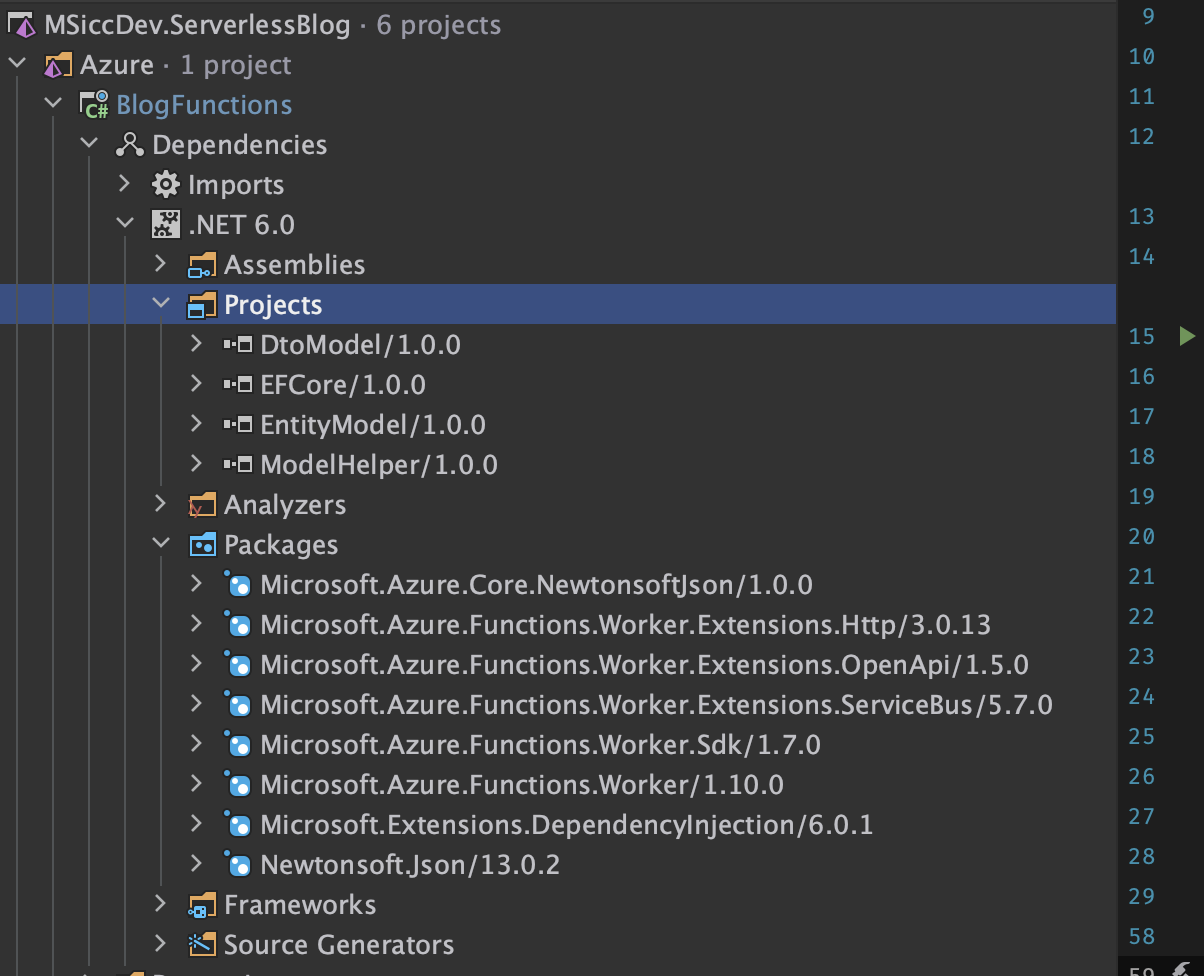 MSiccDev.ServerlessBlog · 6 projects
Azure · 1 project
C# BlogFunctions
Dependencies
Imports
.NET 6.0
Assemblies
Projects
DtoModel/1.0.0
EFCore/1.0.0
EntityModel/1.0.0
ModelHelper/1.0.0
Analyzers
Packages
Microsoft.Azure.Core.NewtonsoftJson/1.0.0
Microsoft.Azure.Functions.Worker.Extensions.Http/3.0.13
Microsoft.Azure.Functions.Worker.Extensions.OpenApi/1.5.0
Microsoft.Azure.Functions.Worker.Extensions.ServiceBus/5.7.0
Microsoft.Azure.Functions.Worker.Sdk/1.7.0
Microsoft.Azure.Functions.Worker/1.10.0
Microsoft.Extensions.DependencyInjection/6.0.1
Newtonsoft.Json/13.0.2
Frameworks
Source Generators
9
10
11
12
13
14
15
16
17
18
19
20
21
22
23
24
25
26
27
28
29
58
59